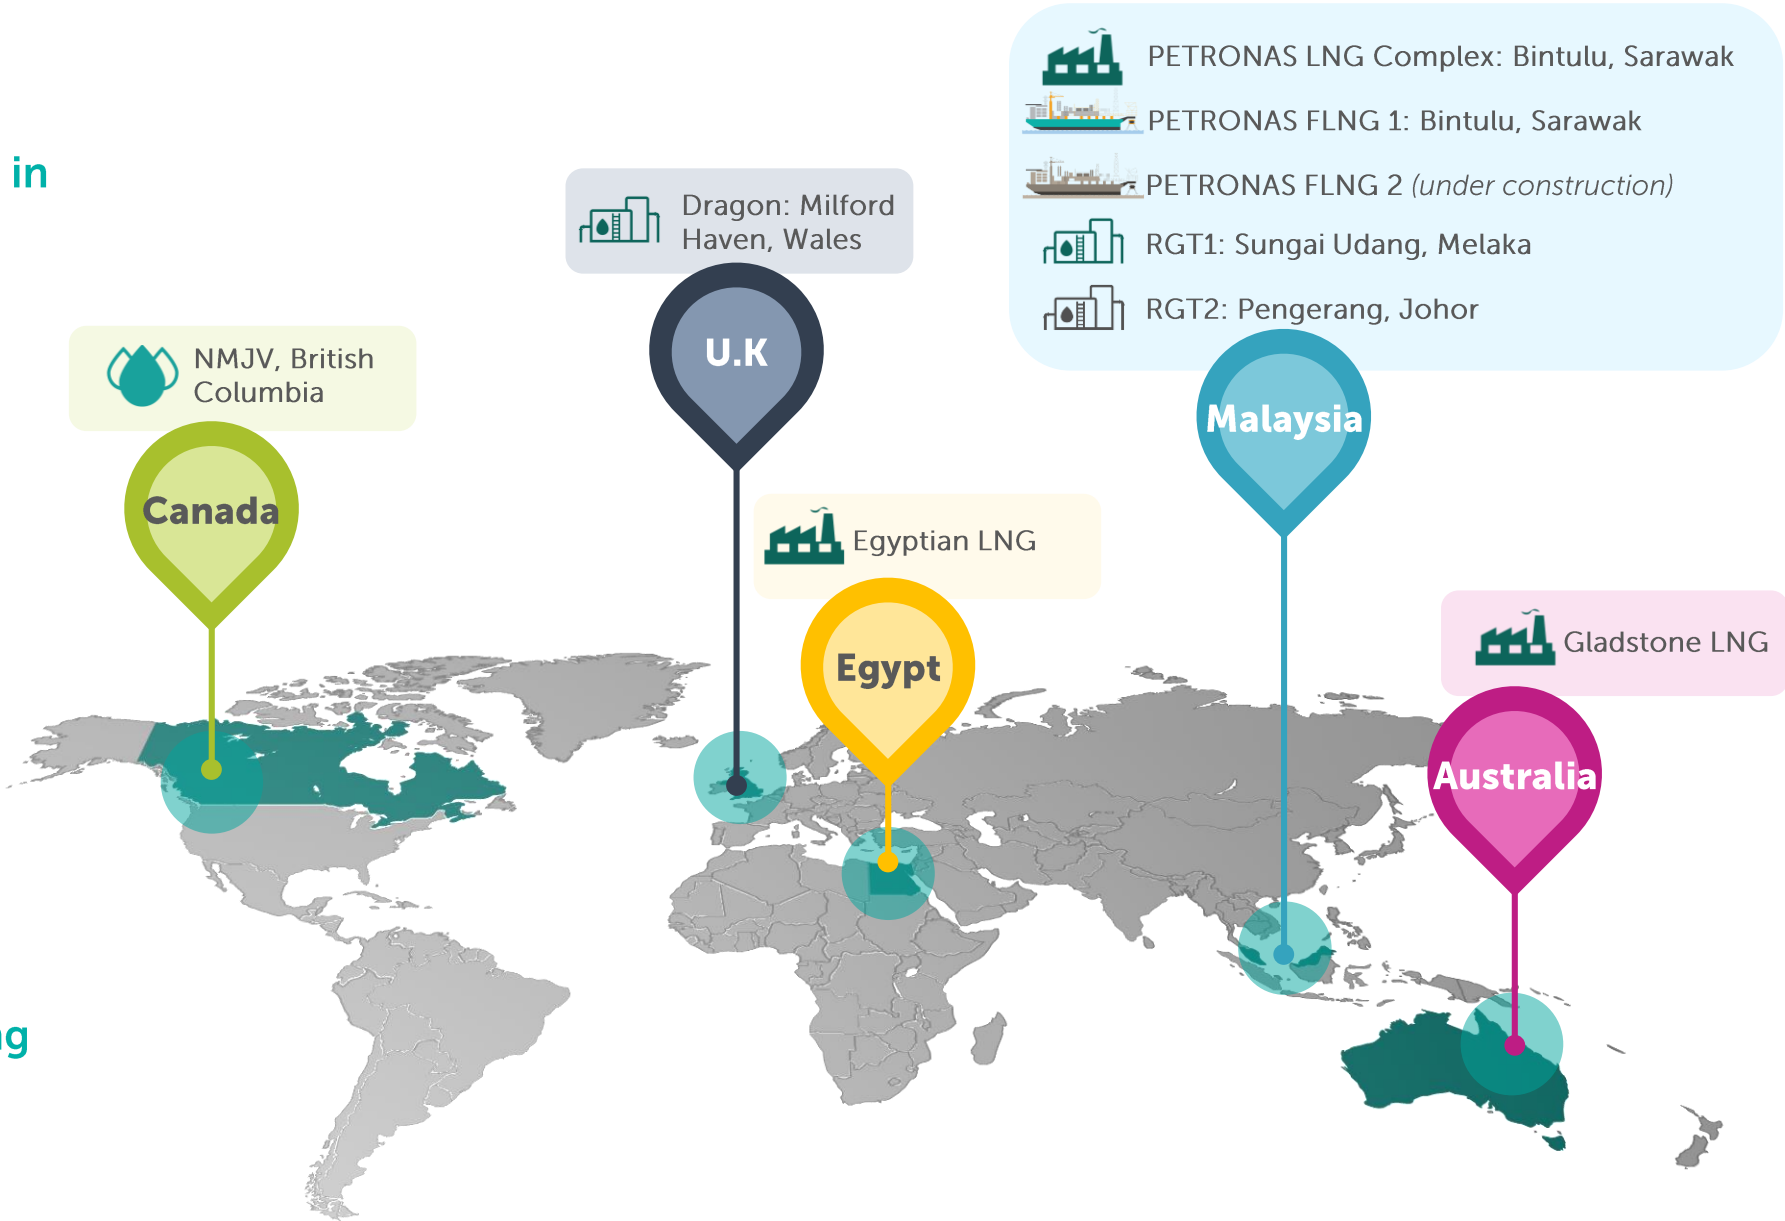 in
PETRONAS LNG Complex: Bintulu, Sarawak
PETRONAS FLNG 1: Bintulu, Sarawak
PETRONAS FLNG 2 (under construction)
RGT1: Sungai Udang, Melaka
RGT2: Pengerang, Johor
Malaysia
Dragon: Milford
Haven, Wales
U.K
NMJV, British
Columbia
Canada
Egyptian LNG
Egypt
Gladstone LNG
Australia